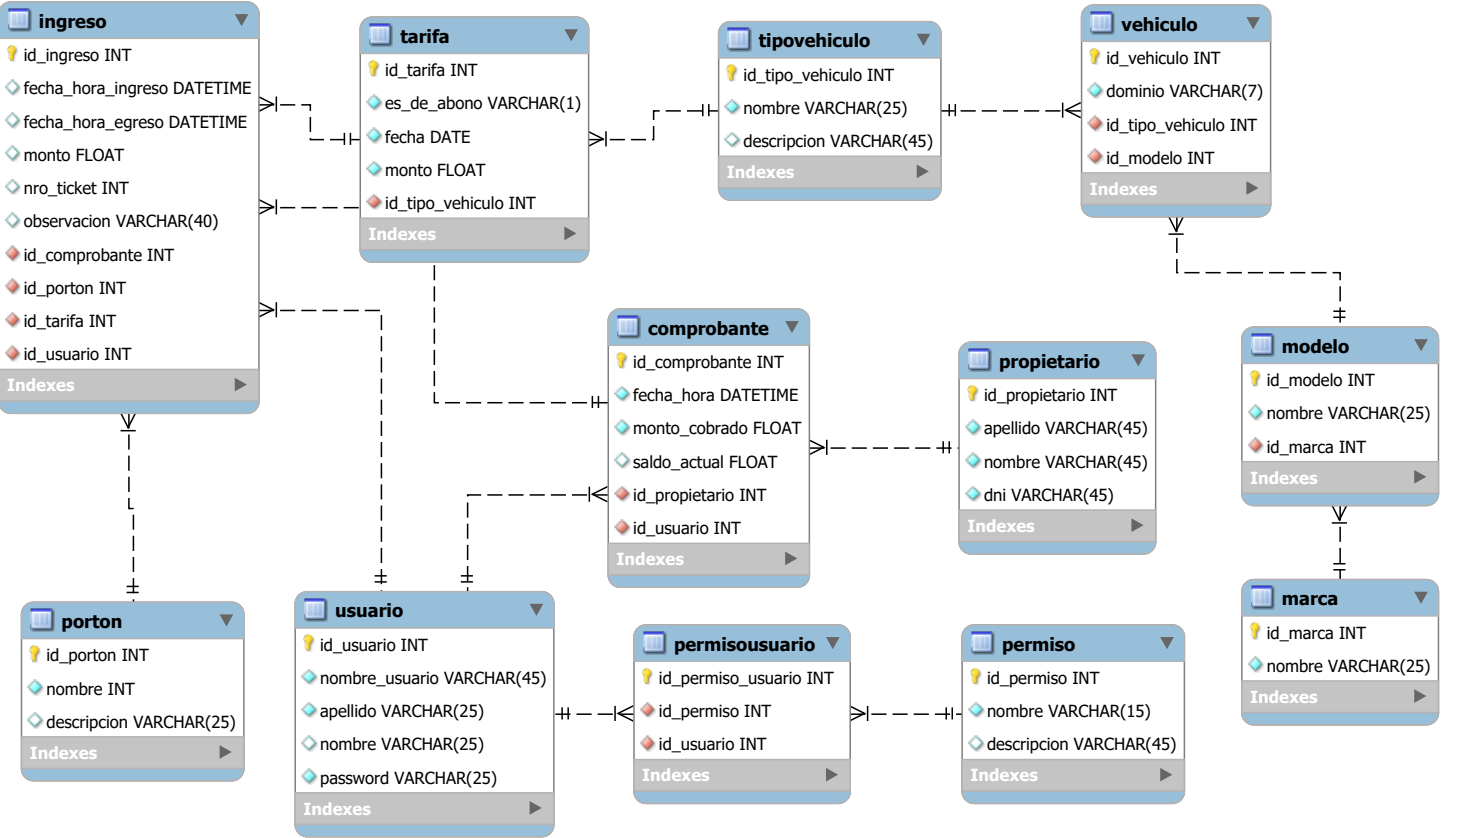 ingreso
id_ingreso INT
fecha_hora_ingreso DATETIME
fecha_hora_egreso DATETIME
monto FLOAT
nro_ticket INT
observacion VARCHAR(40)
id_comprobante INT
id_porton INT
id_tarifa INT
id_usuario INT
Indexes
tarifa
id_tarifa INT
es_de_abono VARCHAR(1)
fecha DATE
monto FLOAT
id_tipo_vehiculo INT
Indexes
tipovehiculo
id_tipo_vehiculo INT
nombre VARCHAR(25)
descripcion VARCHAR(45)
Indexes
vehiculo
id_vehiculo INT
dominio VARCHAR(7)
id_tipo_vehiculo INT
id_modelo INT
Indexes
comprobante
id_comprobante INT
fecha_hora DATETIME
monto_cobrado FLOAT
saldo_actual FLOAT
id_propietario INT
id_usuario INT
Indexes
propietario
id_propietario INT
apellido VARCHAR(45)
nombre VARCHAR(45)
dni VARCHAR(45)
Indexes
modelo
id_modelo INT
nombre VARCHAR(25)
id_marca INT
Indexes
porton
id_porton INT
nombre INT
descripcion VARCHAR(25)
Indexes
usuario
id_usuario INT
nombre_usuario VARCHAR(45)
apellido VARCHAR(25)
nombre VARCHAR(25)
password VARCHAR(25)
Indexes
permisousuario
id_permiso_usuario INT
id_permiso INT
id_usuario INT
Indexes
permiso
id_permiso INT
nombre VARCHAR(15)
descripcion VARCHAR(45)
Indexes
marca
id_marca INT
nombre VARCHAR(25)
Indexes